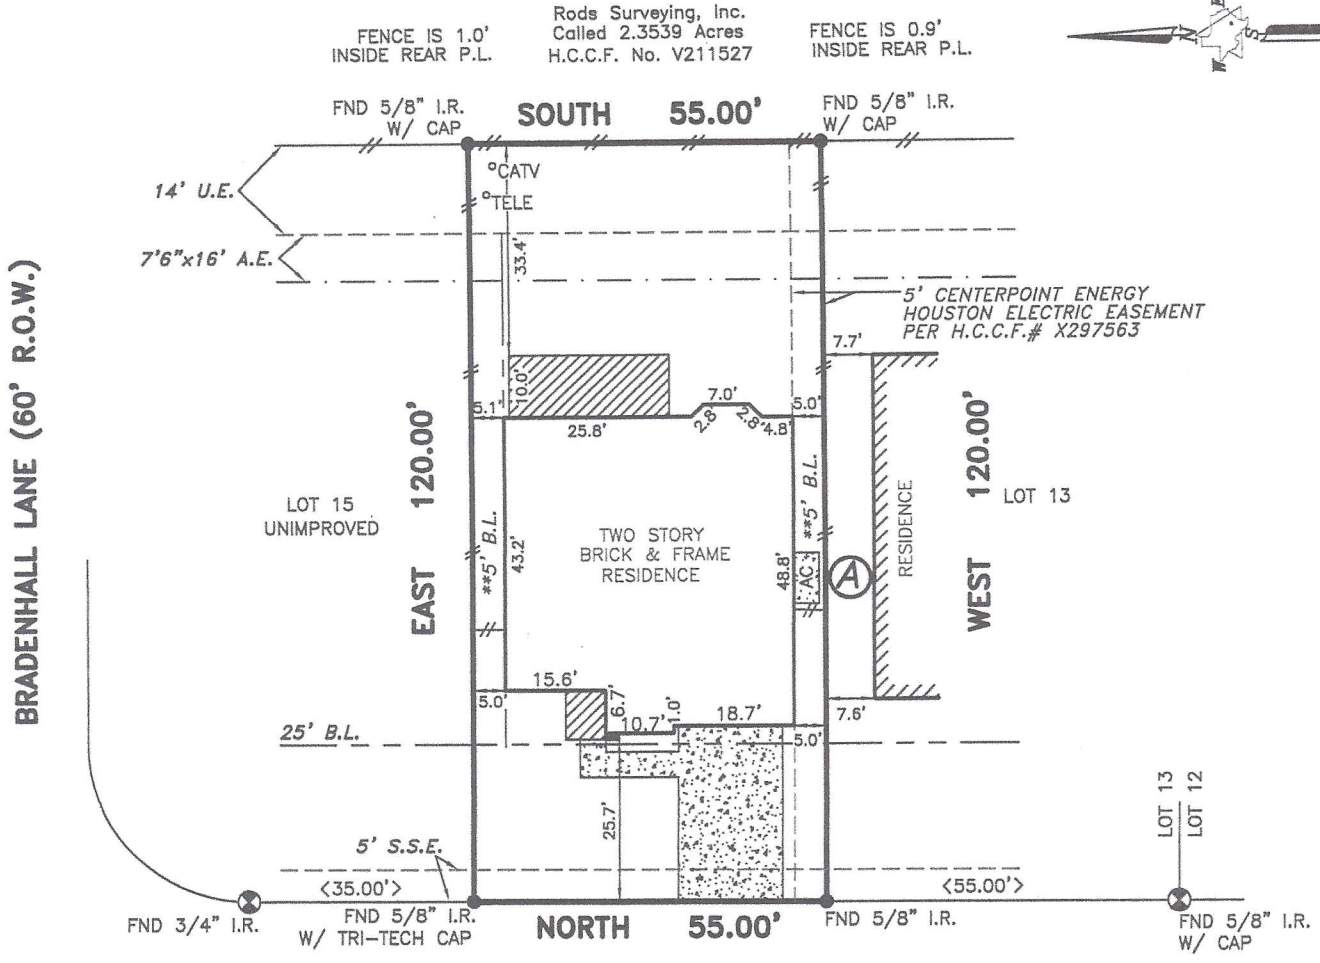 Rods Surveying, Inc.
Called 2.3539 Acres
H.C.C.F. No. V211527
FENCE IS 1.0'
INSIDE REAR P.L.
FENCE IS 0.9'
INSIDE REAR P.L.
N
E
S
W
FND 5/8" I.R.
W/ CAP
SOUTH 55.00'
FND 5/8" I.R.
W/ CAP
CATV
TELE
14' U.E.
7'6"x16' A.E.
33.4'
5' CENTERPOINT ENERGY
HOUSTON ELECTRIC EASEMENT
PER H.C.C.F.# X297563
7.7'
10.0'
5.1'
25.8'
2.8'
7.0'
2.8'
4.8'
5.0'
BRADENHALL LANE (60' R.O.W.)
LOT 15
UNIMPROVED
EAST 120.00'
**5' B.L.
43.2'
TWO STORY
BRICK & FRAME
RESIDENCE
48.8'
**5' B.L.
AC
A
RESIDENCE
WEST 120.00'
LOT 13
15.6'
5.0'
6.7'
10.7'
1.0'
18.7'
5.0'
7.6'
25' B.L.
25.7'
5' S.S.E.
LOT 13
LOT 12
<35.00'>
<55.00'>
FND 3/4" I.R.
FND 5/8" I.R.
W/ TRI-TECH CAP
NORTH 55.00'
FND 5/8" I.R.
FND 5/8" I.R.
W/ CAP